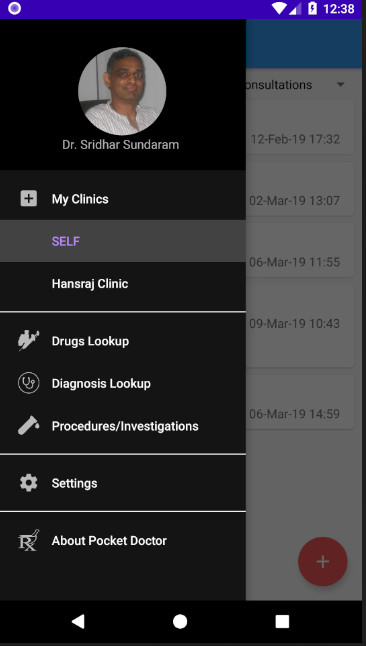 12:38
Dr. Sridhar Sundaram
onsultations
12-Feb-19 17:32
My Clinics
02-Mar-19 13:07
SELF
06-Mar-19 11:55
Hansraj Clinic
09-Mar-19 10:43
Drugs Lookup
Diagnosis Lookup
06-Mar-19 14:59
Procedures/Investigations
Settings
About Pocket Doctor